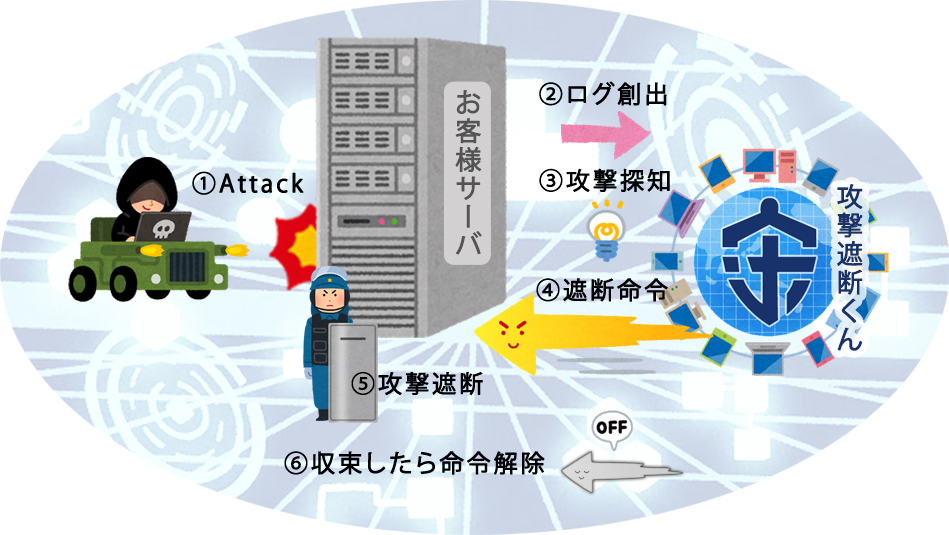 ①Attack
お客様サーバ
②ログ創出
③攻撃探知
④遮断命令
攻撃遮断くん
⑤攻撃遮断
OFF
⑥収束したら命令解除